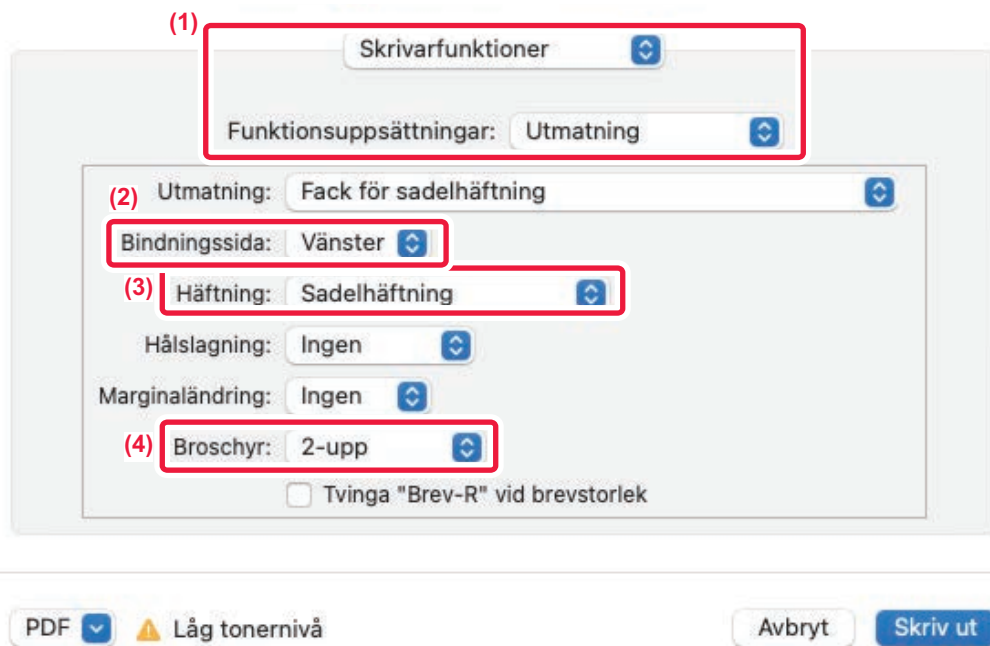 (1)
Skrivarfunktioner
Funktionsuppsättningar: Utmatning
Utmatning: Fack för sadelhäftning
(2)
Bindningssida: Vänster
(3) Häftning: Sadelhäftning
Hålslagning: Ingen
Marginaländring: Ingen
(4) Broschyr: 2-upp
Tvinga "Brev-R" vid brevstorlek
PDF Låg tonernivå Avbryt Skriv ut